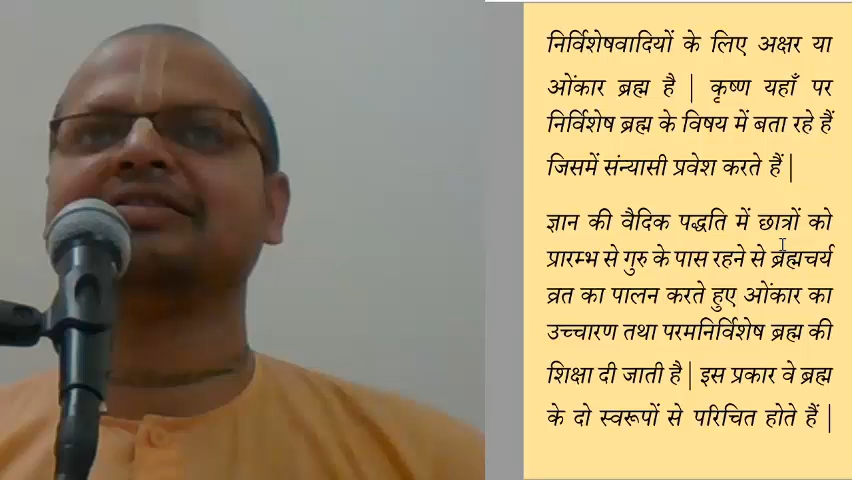 निर्विशेषवादियों के लिए अक्षर या
ओंकार ब्रह्म है | कृष्ण यहाँ पर
निर्विशेष ब्रह्म के विषय में बता रहे हैं
जिसमें संन्यासी प्रवेश करते हैं |
ज्ञान की वैदिक पद्धति में छात्रों को
प्रारम्भ से गुरु के पास रहने से ब्रह्मचर्य
व्रत का पालन करते हुए ओंकार का
उच्चारण तथा परमनिर्विशेष ब्रह्म की
शिक्षा दी जाती है | इस प्रकार वे ब्रह्म
के दो स्वरूपों से परिचित होते हैं |